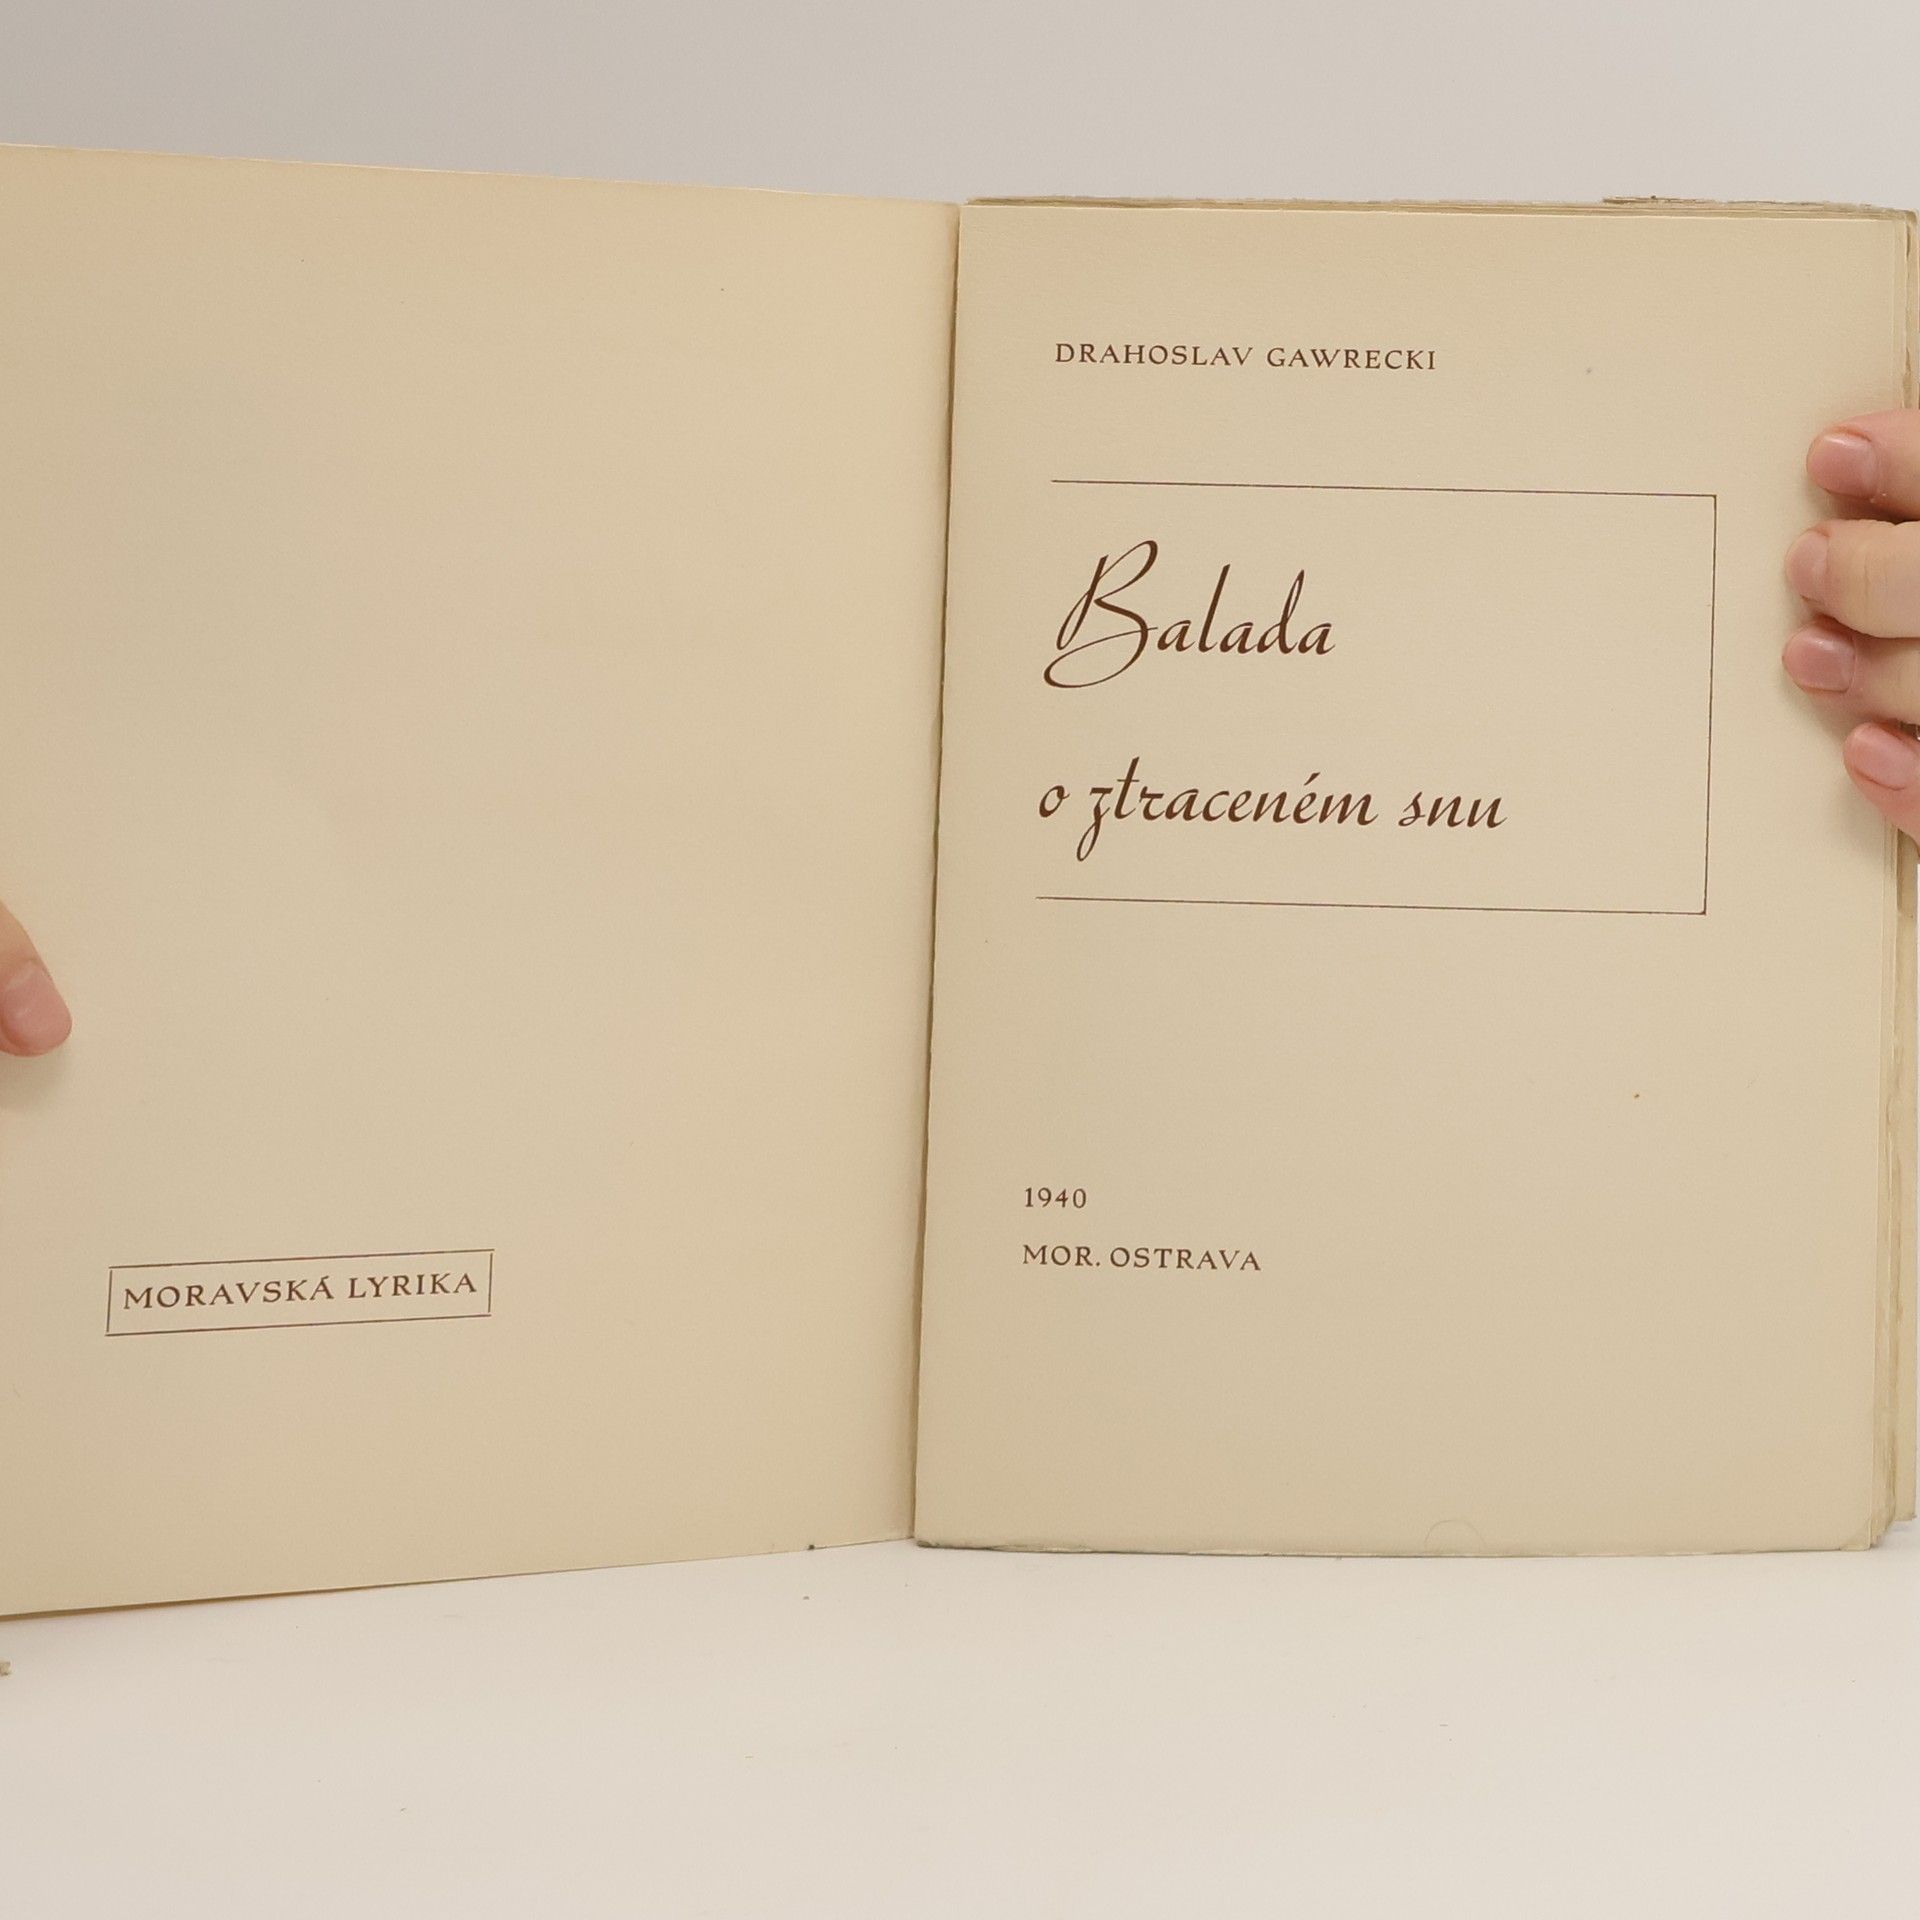 MORAVSKÁ LYRIKA
DRAHOSLAV GAWRECKI
Balada
o ztraceném snu
1940
MOR. OSTRAVA